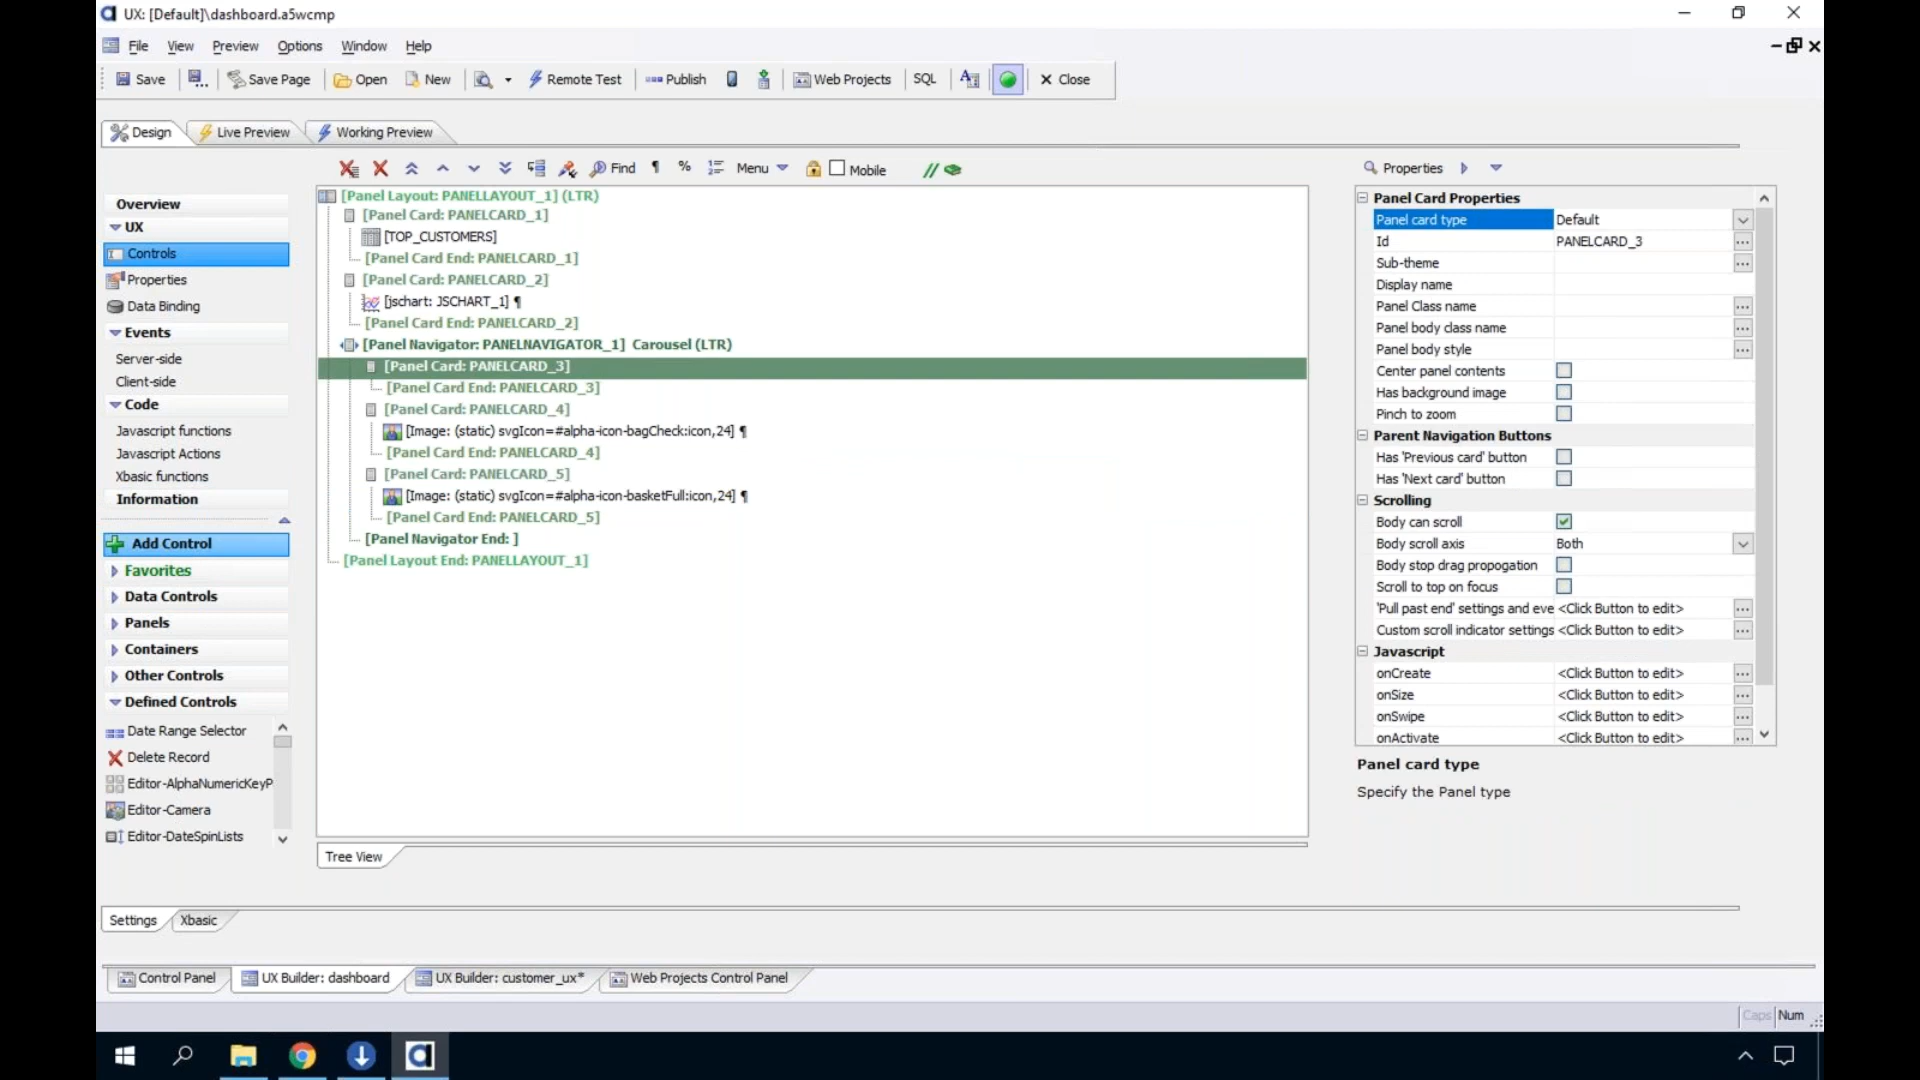 UX: [Default]\dashboard.a5wcmp
File View Preview Options Window Help
Save Save Page Open New Remote Test Publish Web Projects SQL Close
Design Live Preview Working Preview
Find ¶ % Menu Mobile
Properties
Overview
UX
Controls
Properties
Data Binding
Events
Server-side
Client-side
Code
Javascript functions
Javascript Actions
Xbasic functions
Information
Add Control
Favorites
Data Controls
Panels
Containers
Other Controls
Defined Controls
Date Range Selector
Delete Record
Editor-AlphaNumericKeyP
Editor-Camera
Editor-DateSpinLists
[Panel Layout: PANELLAYOUT_1] (LTR)
[Panel Card: PANELCARD_1]
[TOP_CUSTOMERS]
[Panel Card End: PANELCARD_1]
[Panel Card: PANELCARD_2]
[jschart: JSCHART_1] ¶
[Panel Card End: PANELCARD_2]
[Panel Navigator: PANELNAVIGATOR_1] Carousel (LTR)
[Panel Card: PANELCARD_3]
[Panel Card End: PANELCARD_3]
[Panel Card: PANELCARD_4]
[Image: (static) svgIcon=#alpha-icon-bagCheck:icon,24] ¶
[Panel Card End: PANELCARD_4]
[Panel Card: PANELCARD_5]
[Image: (static) svgIcon=#alpha-icon-basketFull:icon,24] ¶
[Panel Card End: PANELCARD_5]
[Panel Navigator End: ]
[Panel Layout End: PANELLAYOUT_1]
Tree View
Panel Card Properties
Panel card type Default
Id PANELCARD_3
Sub-theme
Display name
Panel Class name
Panel body class name
Panel body style
Center panel contents
Has background image
Pinch to zoom
Parent Navigation Buttons
Has 'Previous card' button
Has 'Next card' button
Scrolling
Body can scroll
Body scroll axis Both
Body stop drag propogation
Scroll to top on focus
'Pull past end' settings and eve <Click Button to edit>
Custom scroll indicator settings <Click Button to edit>
Javascript
onCreate <Click Button to edit>
onSize <Click Button to edit>
onSwipe <Click Button to edit>
onActivate <Click Button to edit>
Panel card type
Specify the Panel type
Settings Xbasic
Control Panel UX Builder: dashboard UX Builder: customer_ux* Web Projects Control Panel
Caps Num